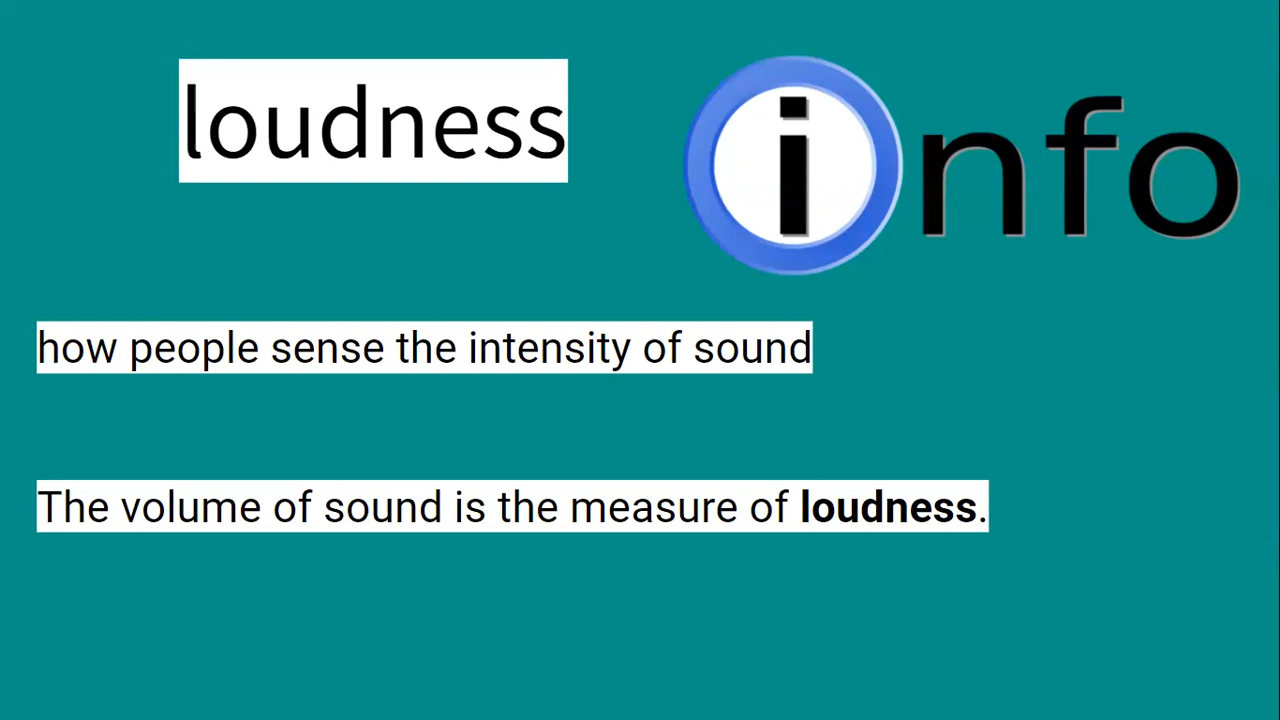 loudness
info
how people sense the intensity of sound
The volume of sound is the measure of loudness.